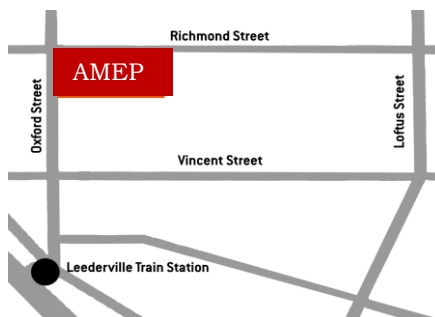 Richmond Street
AMEP
Oxford Street
Loftus Street
Vincent Street
Leederville Train Station